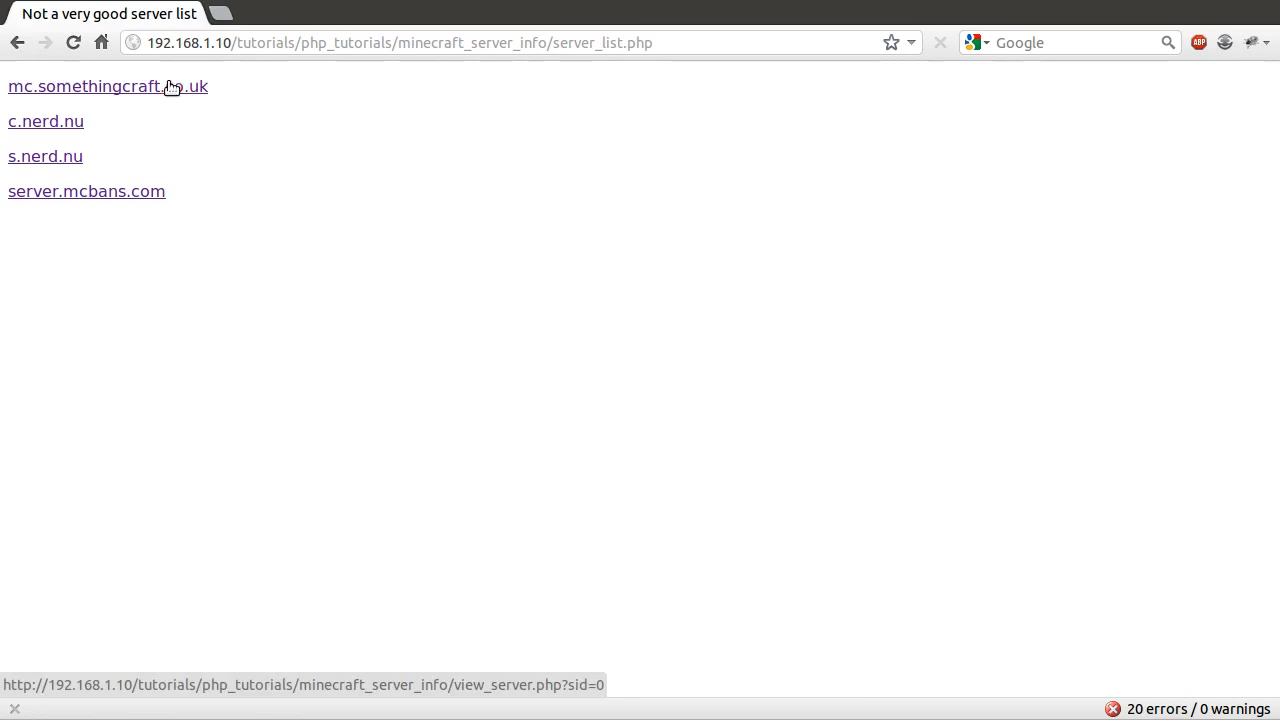 Not a very good server list
192.168.1.10/tutorials/php_tutorials/minecraft_server_info/server_list.php
Google
ABP
mc.somethingcraft.co.uk
c.nerd.nu
s.nerd.nu
server.mcbans.com
http://192.168.1.10/tutorials/php_tutorials/minecraft_server_info/view_server.php?sid=0
20 errors / 0 warnings